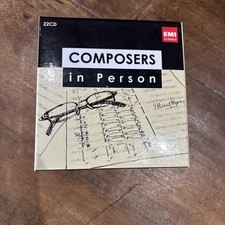 22CD
EMI
CLASSICS
COMPOSERS
in Person